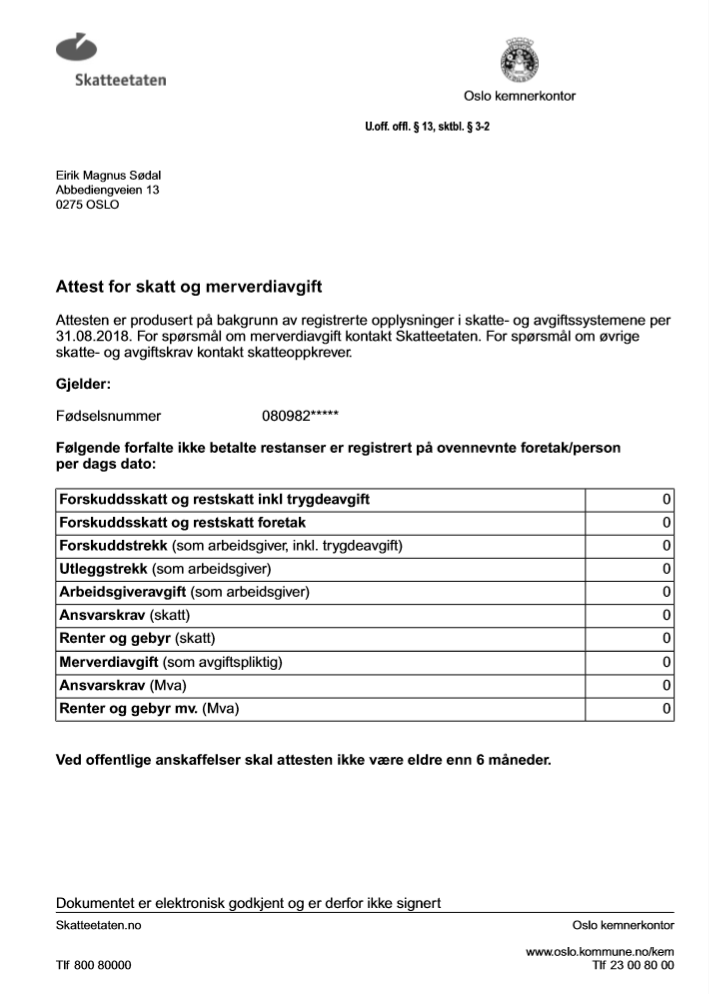 Skatteetaten
Oslo kemnerkontor
U.off. offl. § 13, sktbl. § 3-2
Eirik Magnus Sødal
Abbediengveien 13
0275 OSLO
Attest for skatt og merverdiavgift
Attesten er produsert på bakgrunn av registrerte opplysninger i skatte- og avgiftssystemene per
31.08.2018. For spørsmål om merverdiavgift kontakt Skatteetaten. For spørsmål om øvrige
skatte- og avgiftskrav kontakt skatteoppkrever.
Gjelder:
Fødselsnummer 080982*****
Følgende forfalte ikke betalte restanser er registrert på ovennevnte foretak/person
per dags dato:
Forskuddsskatt og restskatt inkl trygdeavgift 0
Forskuddsskatt og restskatt foretak 0
Forskuddstrekk (som arbeidsgiver, inkl. trygdeavgift) 0
Utleggstrekk (som arbeidsgiver) 0
Arbeidsgiveravgift (som arbeidsgiver) 0
Ansvarskrav (skatt) 0
Renter og gebyr (skatt) 0
Merverdiavgift (som avgiftspliktig) 0
Ansvarskrav (Mva) 0
Renter og gebyr mv. (Mva) 0
Ved offentlige anskaffelser skal attesten ikke være eldre enn 6 måneder.
Dokumentet er elektronisk godkjent og er derfor ikke signert
Skatteetaten.no Oslo kemnerkontor
www.oslo.kommune.no/kem
Tlf 800 80000 Tlf 23 00 80 00